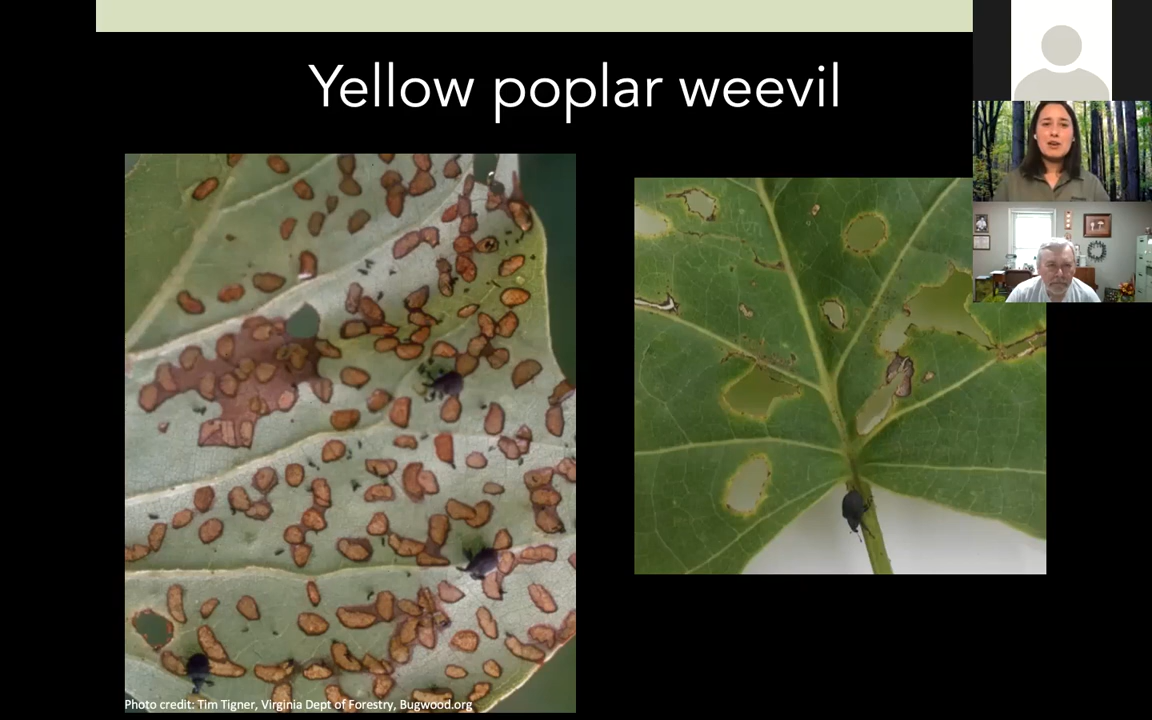 Yellow poplar weevil
Photo credit: Tim Tigner, Virginia Dept of Forestry, Bugwood.org